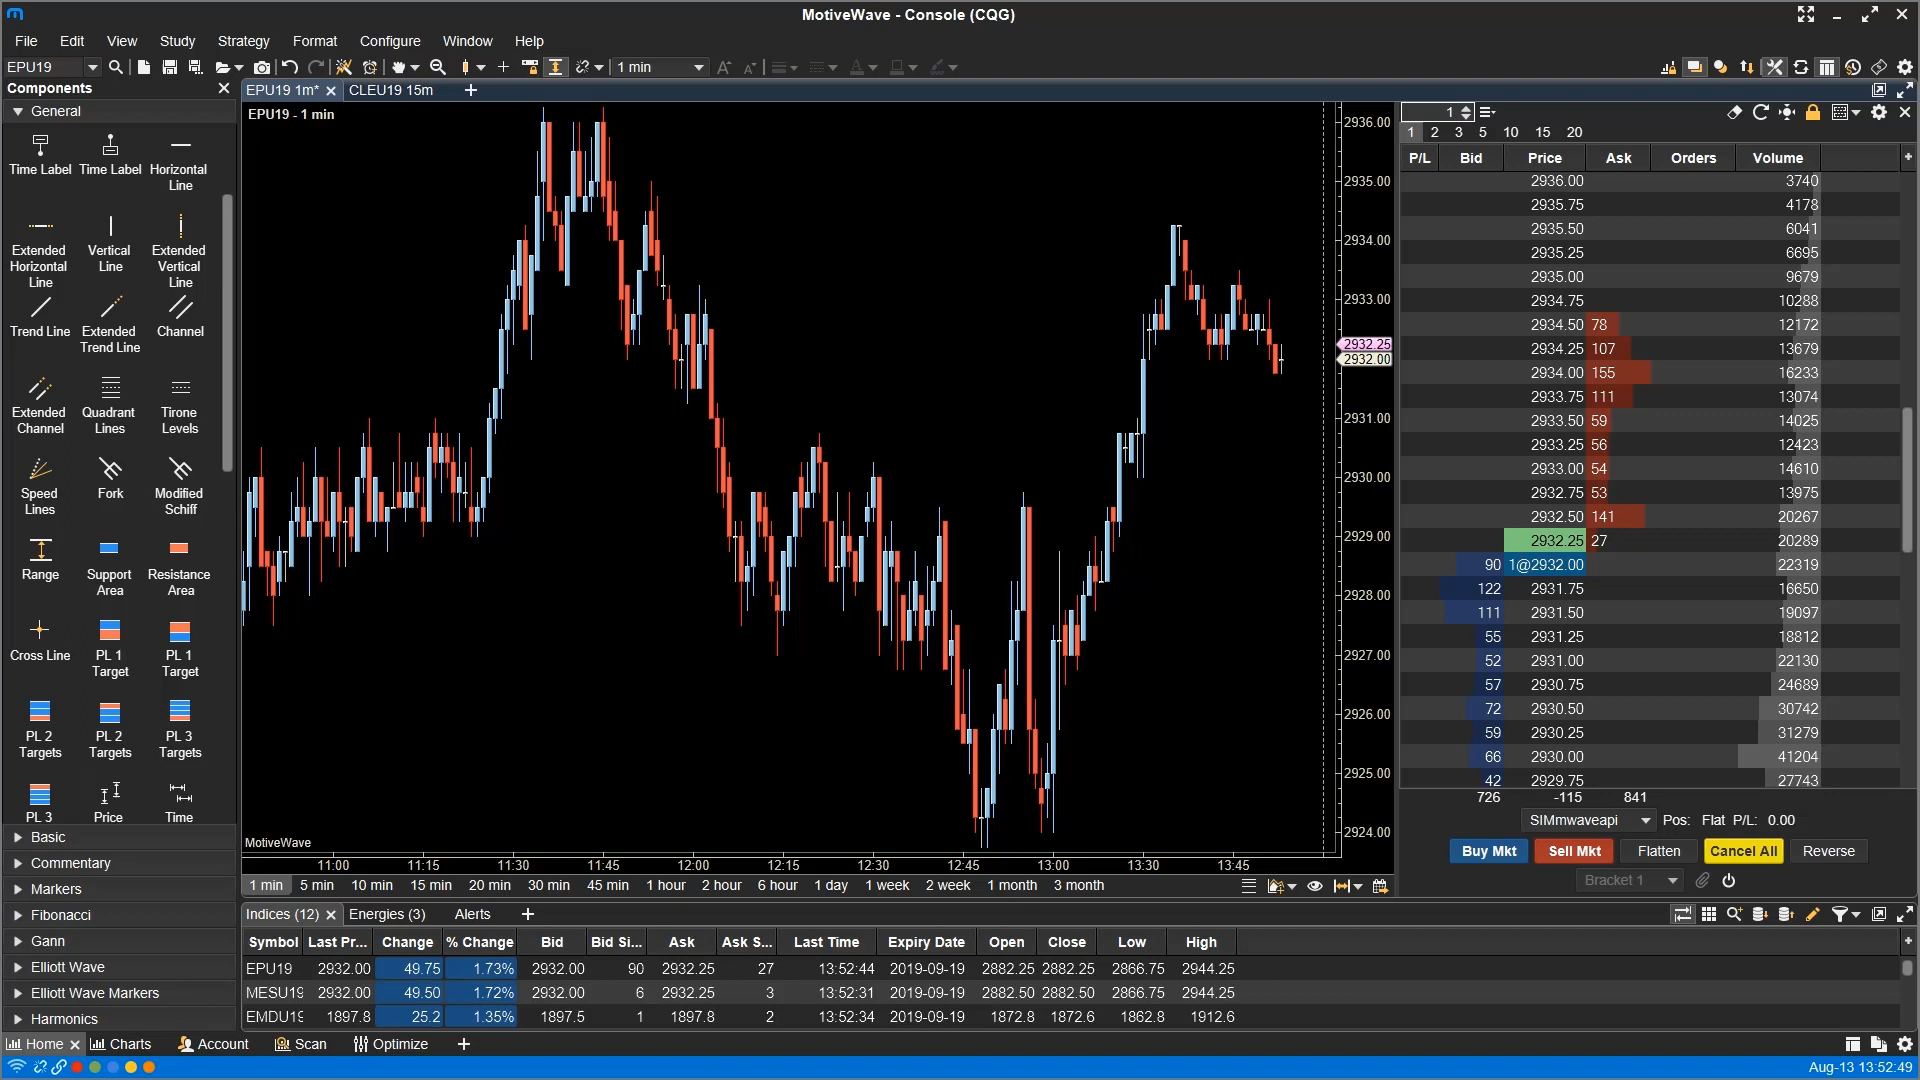 MotiveWave - Console (CQG)
File Edit View Study Strategy Format Configure Window Help
EPU19 1 min
Components
General
Time Label Time Label Horizontal Line
Extended Horizontal Line Vertical Line Extended Vertical Line
Trend Line Extended Trend Line Channel
Extended Channel Quadrant Lines Tirone Levels
Speed Lines Fork Modified Schiff
Range Support Area Resistance Area
Cross Line PL 1 Target PL 1 Target
PL 2 Targets PL 2 Targets PL 3 Targets
PL 3 Price Time
Basic
Commentary
Markers
Fibonacci
Gann
Elliott Wave
Elliott Wave Markers
Harmonics
EPU19 1m* CLEU19 15m
EPU19 - 1 min
2936.00
2935.00
2934.00
2933.00
2932.25
2932.00
2931.00
2930.00
2929.00
2928.00
2927.00
2926.00
2925.00
2924.00
MotiveWave
11:00 11:15 11:30 11:45 12:00 12:15 12:30 12:45 13:00 13:30 13:45
1 min 5 min 10 min 15 min 20 min 30 min 45 min 1 hour 2 hour 6 hour 1 day 1 week 2 week 1 month 3 month
1
1 2 3 5 10 15 20
P/L Bid Price Ask Orders Volume
2936.00 3740
2935.75 4178
2935.50 6041
2935.25 6695
2935.00 9679
2934.75 10288
2934.50 78 12172
2934.25 107 13679
2934.00 155 16233
2933.75 111 13074
2933.50 59 14025
2933.25 56 12423
2933.00 54 14610
2932.75 53 13975
2932.50 141 20267
2932.25 27 20289
90 1@2932.00 22319
122 2931.75 16650
111 2931.50 19097
55 2931.25 18812
52 2931.00 22130
57 2930.75 24689
72 2930.50 30742
59 2930.25 31279
66 2930.00 41204
42 2929.75 27743
726 -115 841
SIMmwaveapi Pos: Flat P/L: 0.00
Buy Mkt Sell Mkt Flatten Cancel All Reverse
Bracket 1
Indices (12) Energies (3) Alerts
Symbol Last Pr... Change % Change Bid Bid Si... Ask Ask S... Last Time Expiry Date Open Close Low High
EPU19 2932.00 49.75 1.73% 2932.00 90 2932.25 27 13:52:44 2019-09-19 2882.25 2882.25 2866.75 2944.25
MESU19 2932.00 49.50 1.72% 2932.00 6 2932.25 3 13:52:31 2019-09-19 2882.50 2882.50 2866.75 2944.25
EMDU19 1897.8 25.2 1.35% 1897.5 1 1897.8 2 13:52:34 2019-09-19 1872.8 1872.6 1862.8 1912.6
Home Charts Account Scan Optimize
Aug-13 13:52:49